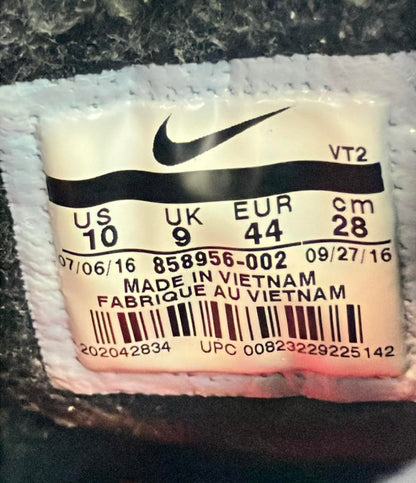 VT2
US UK EUR cm
10 9 44 28
07/06/16 858956-002 09/27/16
MADE IN VIETNAM
FABRIQUE AU VIETNAM
202042834 UPC 00823229225142